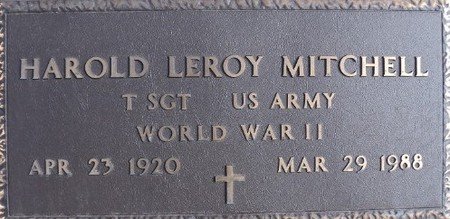 HAROLD LEROY MITCHELL
T SGT US ARMY
WORLD WAR II
APR 23 1920 MAR 29 1988